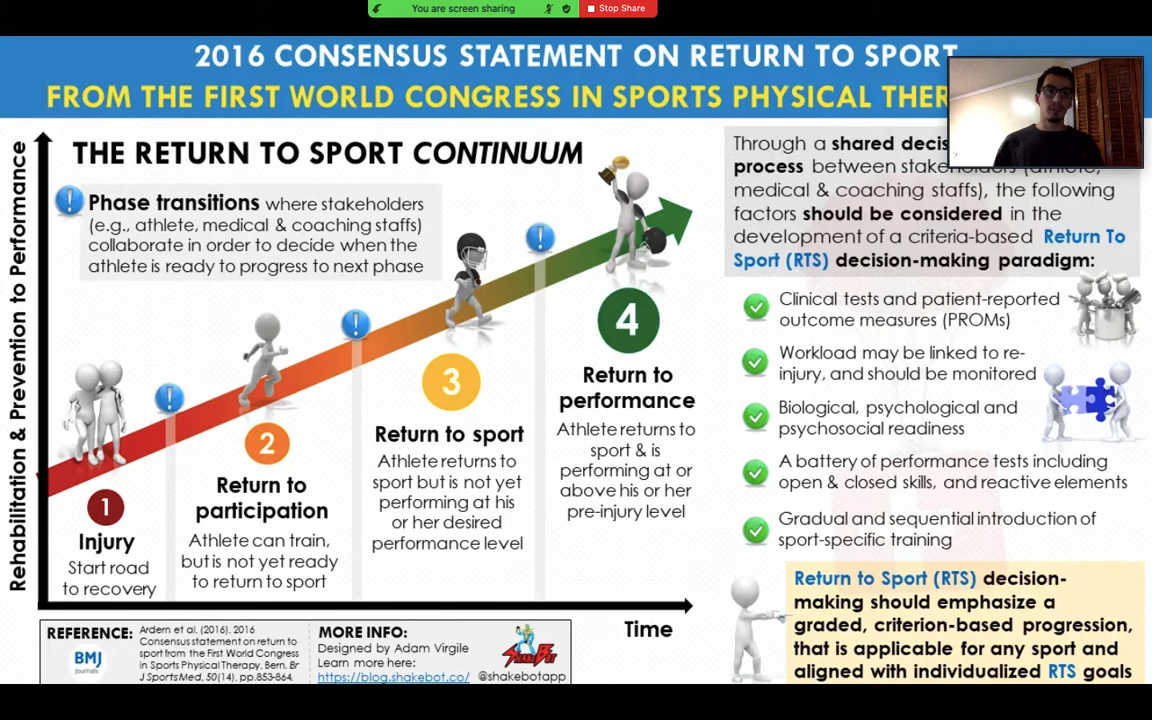 You are screen sharing
Stop Share
2016 CONSENSUS STATEMENT ON RETURN TO SPORT
FROM THE FIRST WORLD CONGRESS IN SPORTS PHYSICAL
Rehabilitation & Prevention to Performance
THE RETURN TO SPORT CONTINUUM
Phase transitions where stakeholders
(e.g., athlete, medical & coaching staffs)
collaborate in order to decide when the
athlete is ready to progress to next phase
1
Injury
Start road
to recovery
2
Return to
participation
Athlete can train,
but is not yet ready
to return to sport
3
Return to sport
Athlete returns to
sport but is not yet
performing at his
or her desired
performance level
4
Return to
performance
Athlete returns to
sport & is
performing at or
above his or her
pre-injury level
Time
Through a shared
process between
medical & coaching staffs), the following
factors should be considered in the
development of a criteria-based Return To
Sport (RTS) decision-making paradigm:
Clinical tests and patient-reported
outcome measures (PROMs)
Workload may be linked to re-
injury, and should be monitored
Biological, psychological and
psychosocial readiness
A battery of performance tests including
open & closed skills, and reactive elements
Gradual and sequential introduction of
sport-specific training
Return to Sport (RTS) decision-
making should emphasize a
graded, criterion-based progression,
that is applicable for any sport and
aligned with individualized RTS goals
REFERENCE:
BMJ
journals
Ardern et al. (2016). 2016
Consensus statement on return to
sport from the First World Congress
in Sports Physical Therapy, Bern. Br
J Sports Med, 50(14), pp.853-864.
MORE INFO:
Designed by Adam Virgile
Learn more here:
https://blog.shakebot.co/
SHAKEBOT
@shakebotapp